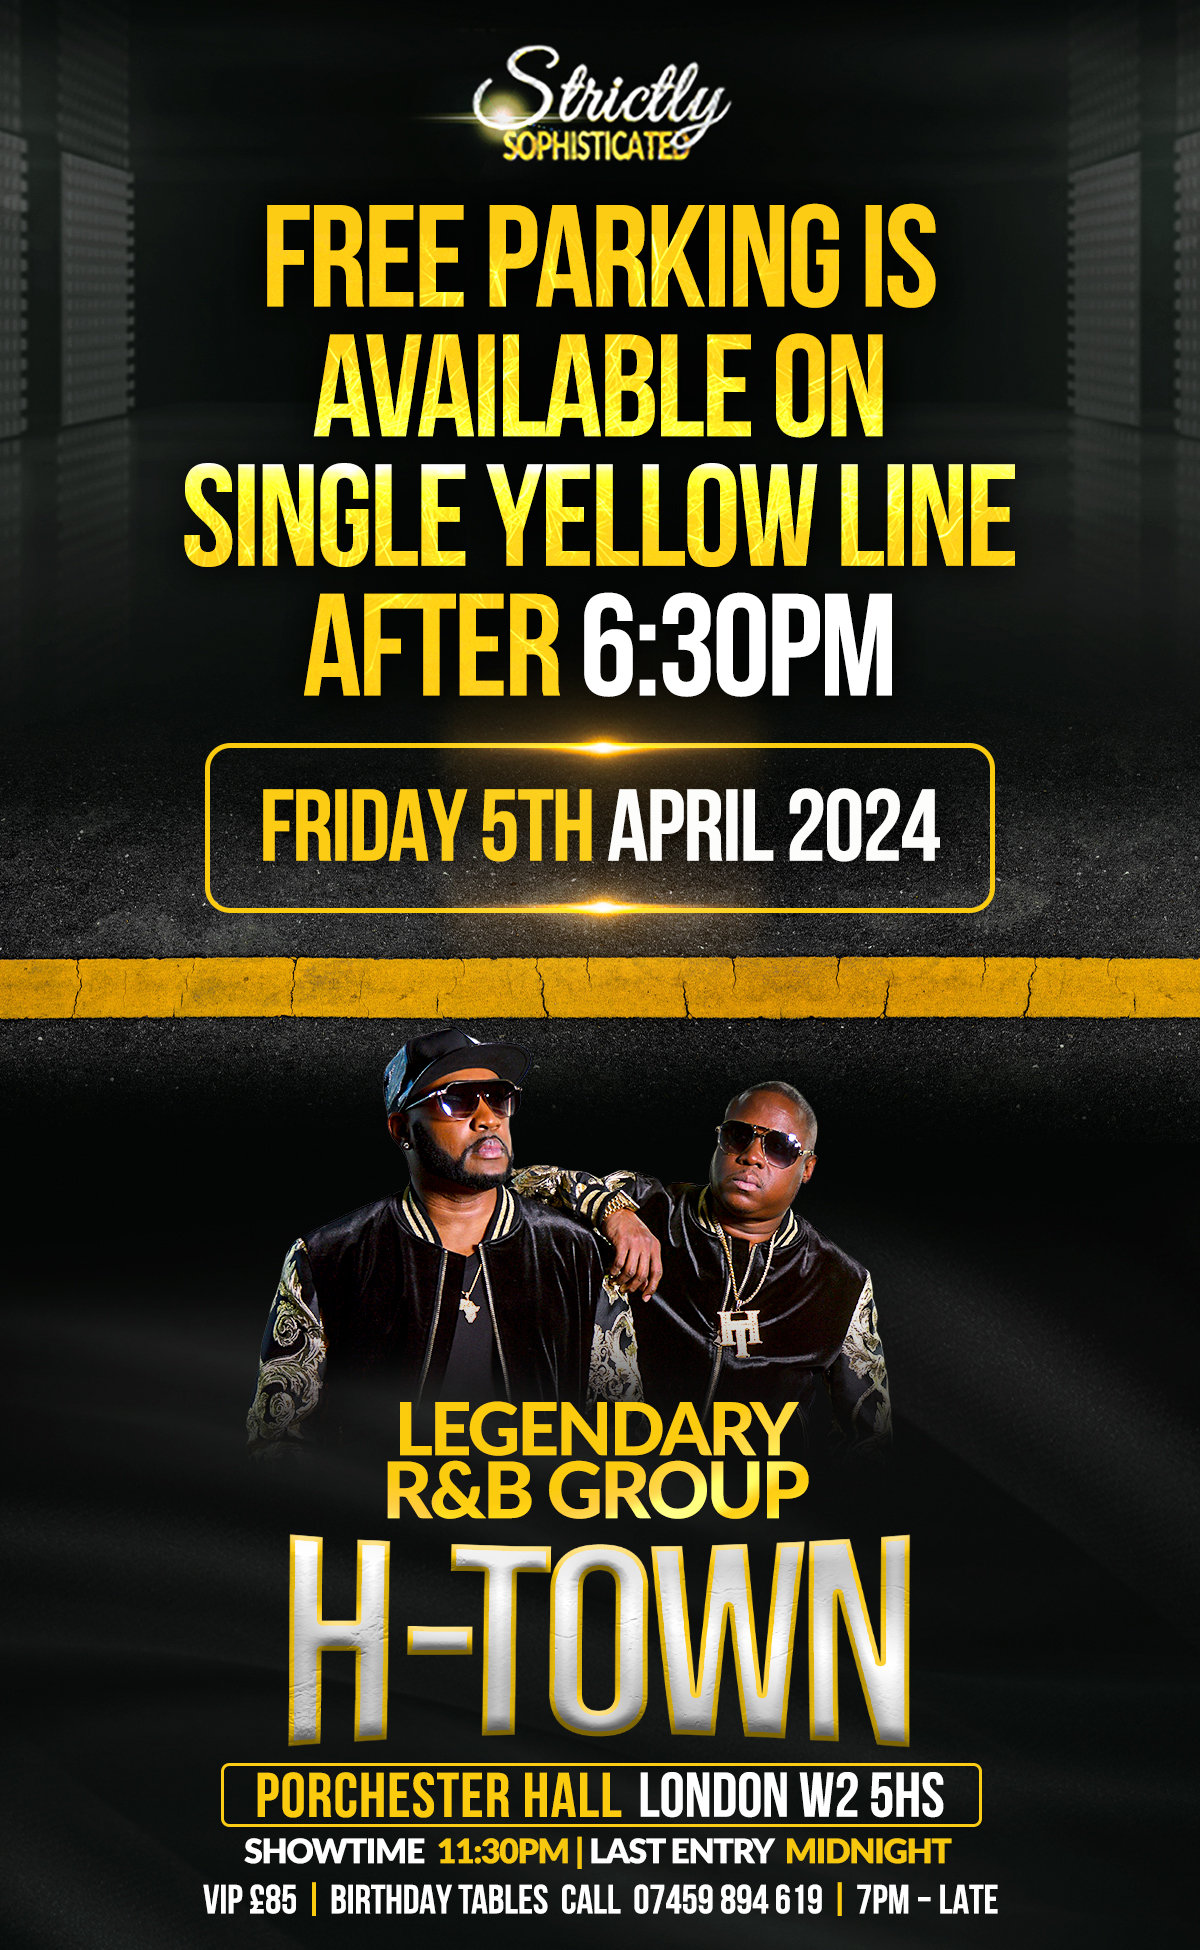 Strictly
SOPHISTICATED
FREE PARKING IS
AVAILABLE ON
SINGLE YELLOW LINE
AFTER 6:30PM
FRIDAY 5TH APRIL 2024
HT
LEGENDARY
R&B GROUP
H-TOWN
PORCHESTER HALL LONDON W2 5HS
SHOWTIME 11:30PM | LAST ENTRY MIDNIGHT
VIP £85 | BIRTHDAY TABLES CALL 07459 894 619 | 7PM - LATE